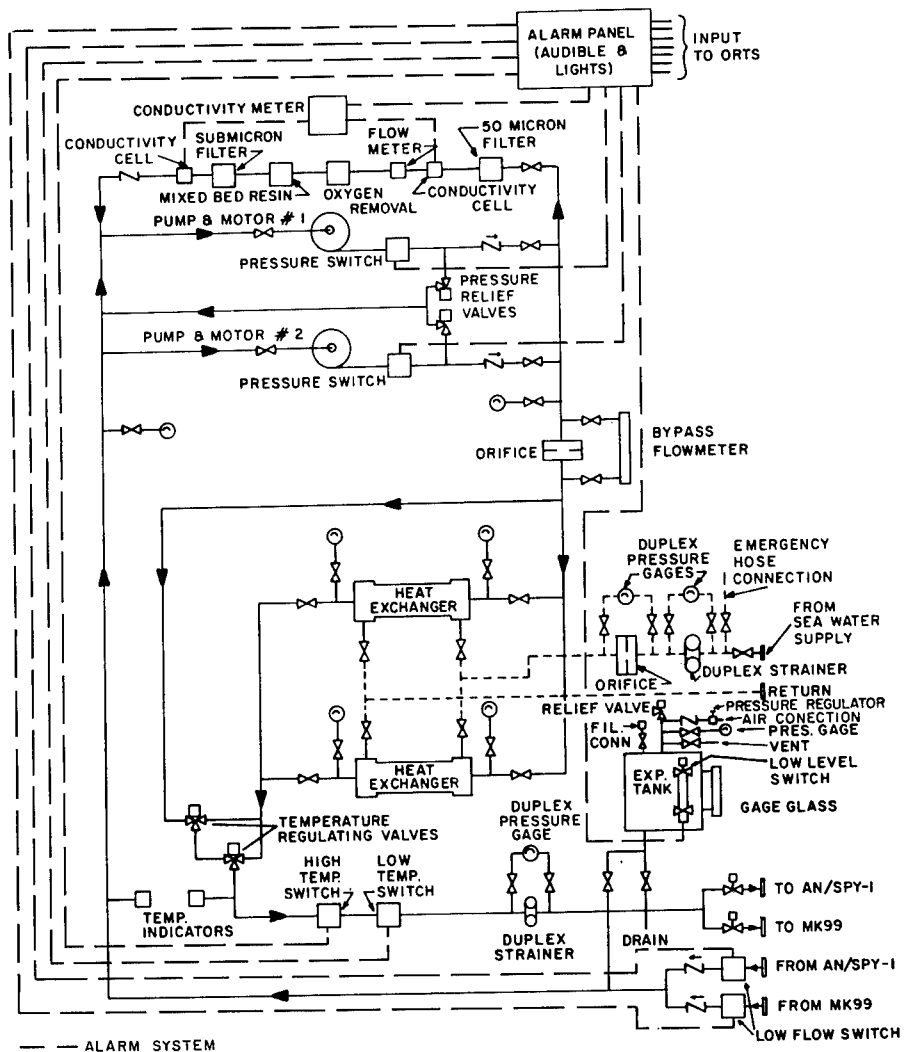 ALARM PANEL
(AUDIBLE &
LIGHTS)
INPUT
TO ORTS
CONDUCTIVITY METER
CONDUCTIVITY
CELL
SUBMICRON
FILTER
FLOW
METER
50 MICRON
FILTER
MIXED BED RESIN
OXYGEN
REMOVAL
CONDUCTIVITY
CELL
PUMP & MOTOR #1
PRESSURE SWITCH
PRESSURE
RELIEF
VALVES
PUMP & MOTOR #2
PRESSURE SWITCH
ORIFICE
BYPASS
FLOWMETER
DUPLEX
PRESSURE
GAGES
EMERGENCY
HOSE
CONNECTION
HEAT
EXCHANGER
FROM
SEA WATER
SUPPLY
DUPLEX STRAINER
ORIFICE
RETURN
RELIEF VALVE
PRESSURE REGULATOR
AIR CONECTION
FIL.
CONN
PRES. GAGE
VENT
LOW LEVEL
SWITCH
HEAT
EXCHANGER
EXP.
TANK
GAGE GLASS
TEMPERATURE
REGULATING VALVES
DUPLEX
PRESSURE
GAGE
HIGH
TEMP.
SWITCH
LOW
TEMP.
SWITCH
TO AN/SPY-1
TEMP.
INDICATORS
DUPLEX
STRAINER
DRAIN
TO MK99
FROM AN/SPY-1
FROM MK99
LOW FLOW SWITCH
ALARM SYSTEM